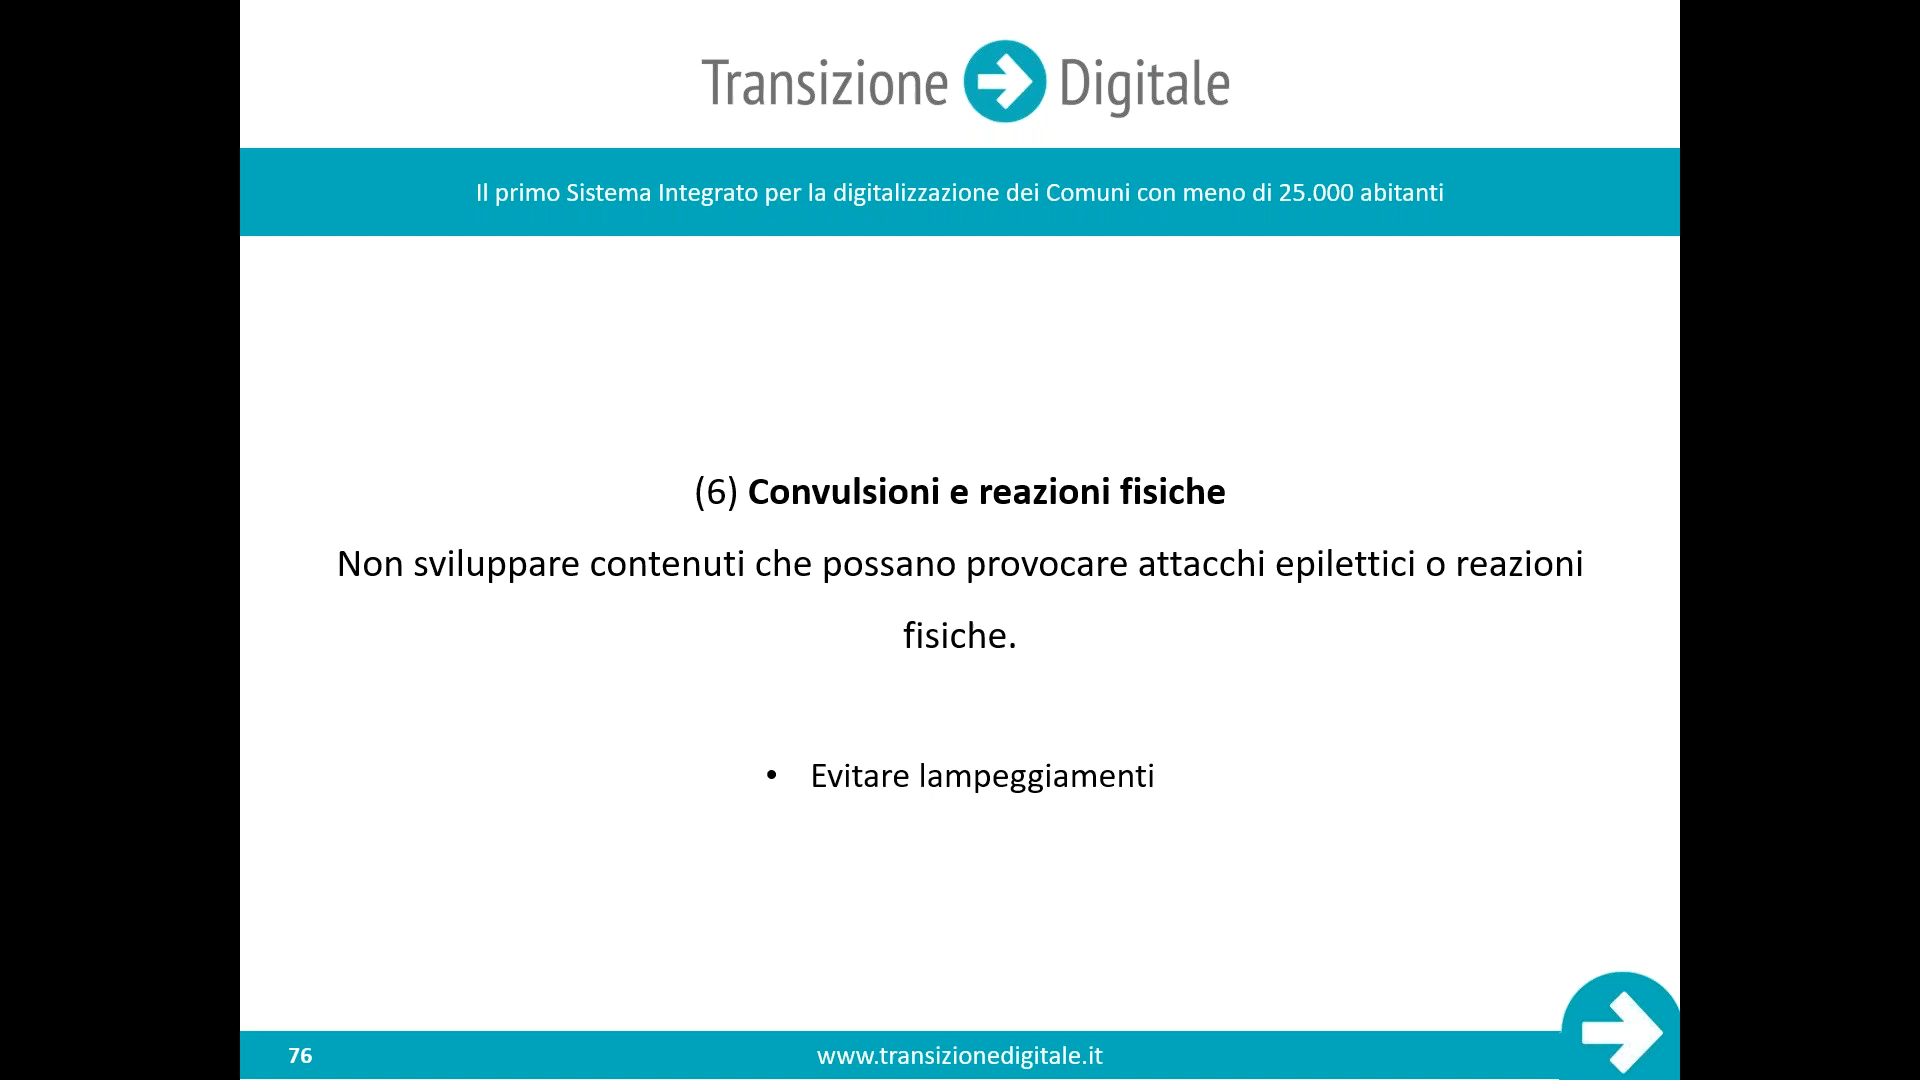 Transizione Digitale
Il primo Sistema Integrato per la digitalizzazione dei Comuni con meno di 25.000 abitanti
(6) Convulsioni e reazioni fisiche
Non sviluppare contenuti che possano provocare attacchi epilettici o reazioni
fisiche.
• Evitare lampeggiamenti
76
www.transizionedigitale.it